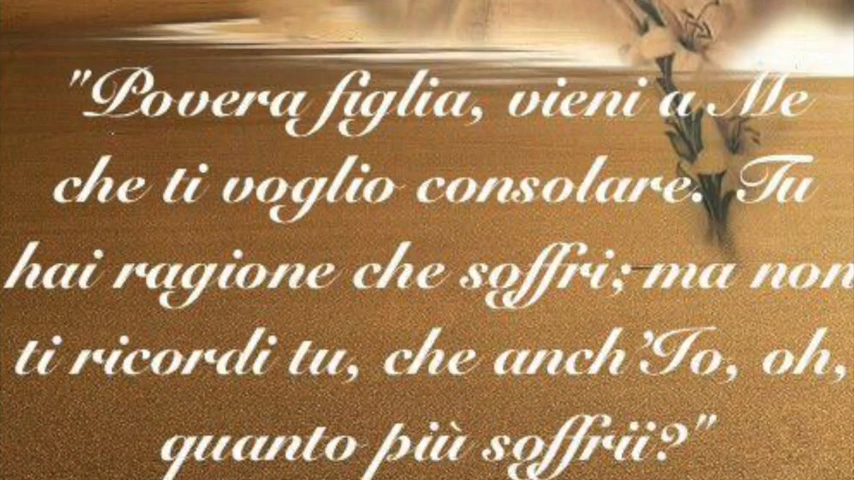 "Povera figlia, vieni a Me
che ti voglio consolare. Tu
hai ragione che soffri; ma non
ti ricordi tu, che anch'Io, oh,
quanto più soffrii?"